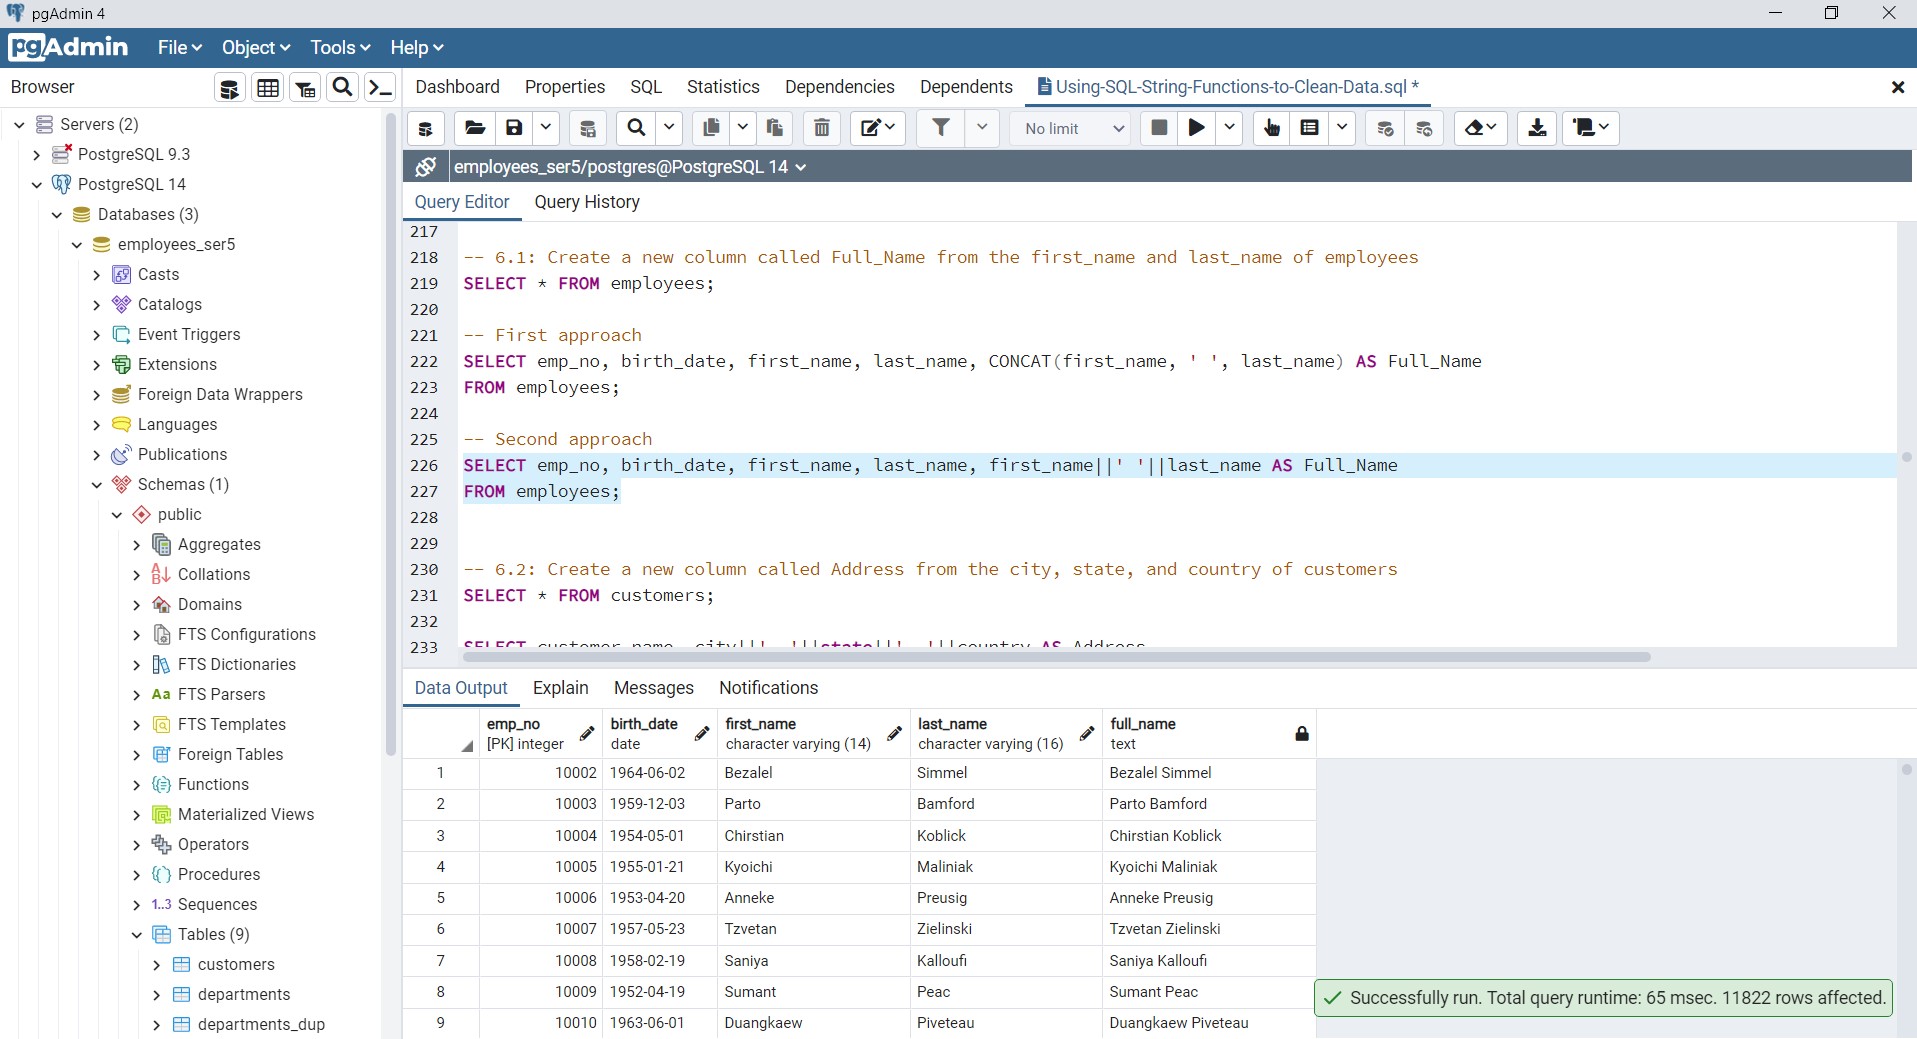 pgAdmin 4
pgAdmin File Object Tools Help
Browser
Dashboard Properties SQL Statistics Dependencies Dependents Using-SQL-String-Functions-to-Clean-Data.sql *
Servers (2)
PostgreSQL 9.3
PostgreSQL 14
Databases (3)
employees_ser5
Casts
Catalogs
Event Triggers
Extensions
Foreign Data Wrappers
Languages
Publications
Schemas (1)
public
Aggregates
Collations
Domains
FTS Configurations
FTS Dictionaries
Aa FTS Parsers
FTS Templates
Foreign Tables
Functions
Materialized Views
Operators
Procedures
1..3 Sequences
Tables (9)
customers
departments
departments_dup
No limit
employees_ser5/postgres@PostgreSQL 14
Query Editor Query History
217
218 -- 6.1: Create a new column called Full_Name from the first_name and last_name of employees
219 SELECT * FROM employees;
220
221 -- First approach
222 SELECT emp_no, birth_date, first_name, last_name, CONCAT(first_name, ' ', last_name) AS Full_Name
223 FROM employees;
224
225 -- Second approach
226 SELECT emp_no, birth_date, first_name, last_name, first_name||' '||last_name AS Full_Name
227 FROM employees;
228
229
230 -- 6.2: Create a new column called Address from the city, state, and country of customers
231 SELECT * FROM customers;
232
233 SELECT customer_name, city||', '||state||', '||country AS Address
Data Output Explain Messages Notifications
emp_no birth_date first_name last_name full_name
[PK] integer date character varying (14) character varying (16) text
1 10002 1964-06-02 Bezalel Simmel Bezalel Simmel
2 10003 1959-12-03 Parto Bamford Parto Bamford
3 10004 1954-05-01 Chirstian Koblick Chirstian Koblick
4 10005 1955-01-21 Kyoichi Maliniak Kyoichi Maliniak
5 10006 1953-04-20 Anneke Preusig Anneke Preusig
6 10007 1957-05-23 Tzvetan Zielinski Tzvetan Zielinski
7 10008 1958-02-19 Saniya Kalloufi Saniya Kalloufi
8 10009 1952-04-19 Sumant Peac Sumant Peac
9 10010 1963-06-01 Duangkaew Piveteau Duangkaew Piveteau
Successfully run. Total query runtime: 65 msec. 11822 rows affected.